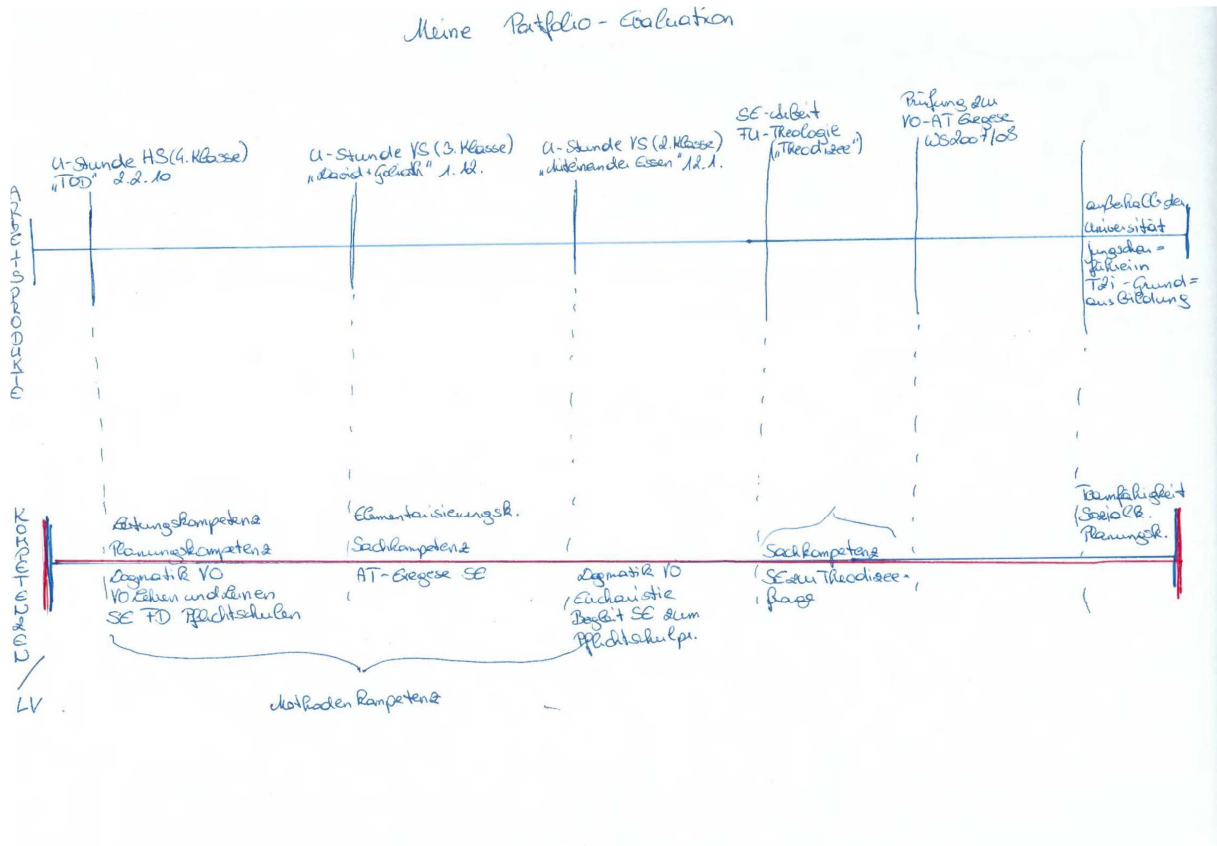 Meine Portfolio-Evaluation
U-Stunde HS (4. Klasse)
"TOD" 2.2.10
U-Stunde VS (3. Klasse)
"David + Goliath" 1.12.
U-Stunde VS (2. Klasse)
"Miteinander Essen" 12.1.
SE-Arbeit
FU-Theologie
("Theodizee")
Prüfung zur
VO-AT Exegese
WS2007/08
außerhalb der
Universität
Jungschar=
führerin
TZI-Grund=
ausbildung
ARBEITSPRODUKTE
KOMPETENZEN
/
LV
Leitungskompetenz
Planungskompetenz
Dogmatik VO
VO Lehren und Lernen
SE FD Pflichtschulen
Elementarisierungsk.
Sachkompetenz
AT-Exegese SE
Dogmatik VO
Eucharistie
Begleit SE zum
Pflichtschulpr.
Sachkompetenz
SE zur Theodizee-
frage
Teamfähigkeit
Sozialk.
Planungsk.
Methodenkompetenz